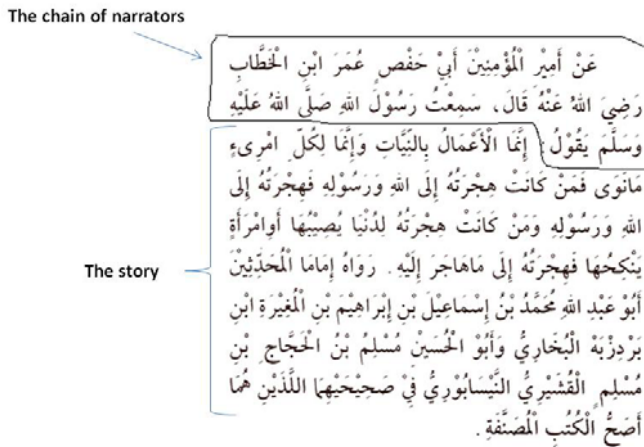 The chain of narrators
عَنْ أَمِيْرِ الْمُؤْمِنِيْنَ أَبِيْ حَفْصٍ عُمَرَ ابْنِ الْخَطَّابِ
رَضِيَ اللهُ عَنْهُ قَالَ، سَمِعْتُ رَسُوْلَ اللهِ صَلَّى اللهُ عَلَيْهِ
وَسَلَّمَ يَقُوْلُ: إِنَّمَا الْأَعْمَالُ بِالنِّيَّاتِ وَإِنَّمَا لِكُلِّ امْرِىءٍ
مَانَوَى فَمَنْ كَانَتْ هِجْرَتُهُ إِلَى اللهِ وَرَسُوْلِهِ فَهِجْرَتُهُ إِلَى
اللهِ وَرَسُوْلِهِ وَمَنْ كَانَتْ هِجْرَتُهُ لِدُنْيَا يُصِيْبُهَا أَوِامْرَأَةٍ
The story
يَنْكِحُهَا فَهِجْرَتُهُ إِلَى مَاهَاجَرَ إِلَيْهِ. رَوَاهُ إِمَامَا الْمُحَدِّثِيْنَ
أَبُوْ عَبْدِ اللهِ مُحَمَّدُ بْنُ إِسْمَاعِيْلَ بْنِ إِبْرَاهِيْمَ بْنِ الْمُغِيْرَةِ ابْنِ
بَرْدِزْبَهْ الْبُخَارِيُّ وَأَبُوْ الْحُسَيْنِ مُسْلِمُ بْنُ الْحَجَّاجِ بْنِ
مُسْلِمٍ الْقُشَيْرِيُّ النَّيْسَابُوْرِيُّ فِيْ صَحِيْحَيْهِمَا اللَّذَيْنِ هُمَا
أَصَحُّ الْكُتُبِ الْمُصَنَّفَةِ.